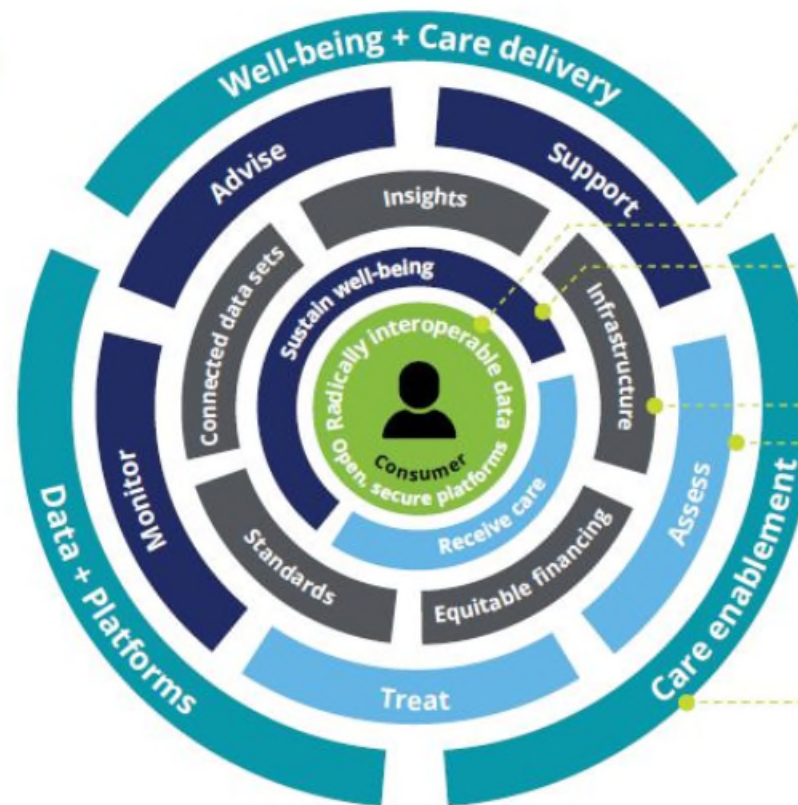 Well-being + Care delivery
Advise
Support
Insights
Connected data sets
Sustain well-being
Infrastructure
Radically interoperable data
Consumer
Open, secure platforms
Monitor
Receive care
Assess
Standards
Equitable financing
Data + Platforms
Care enablement
Treat